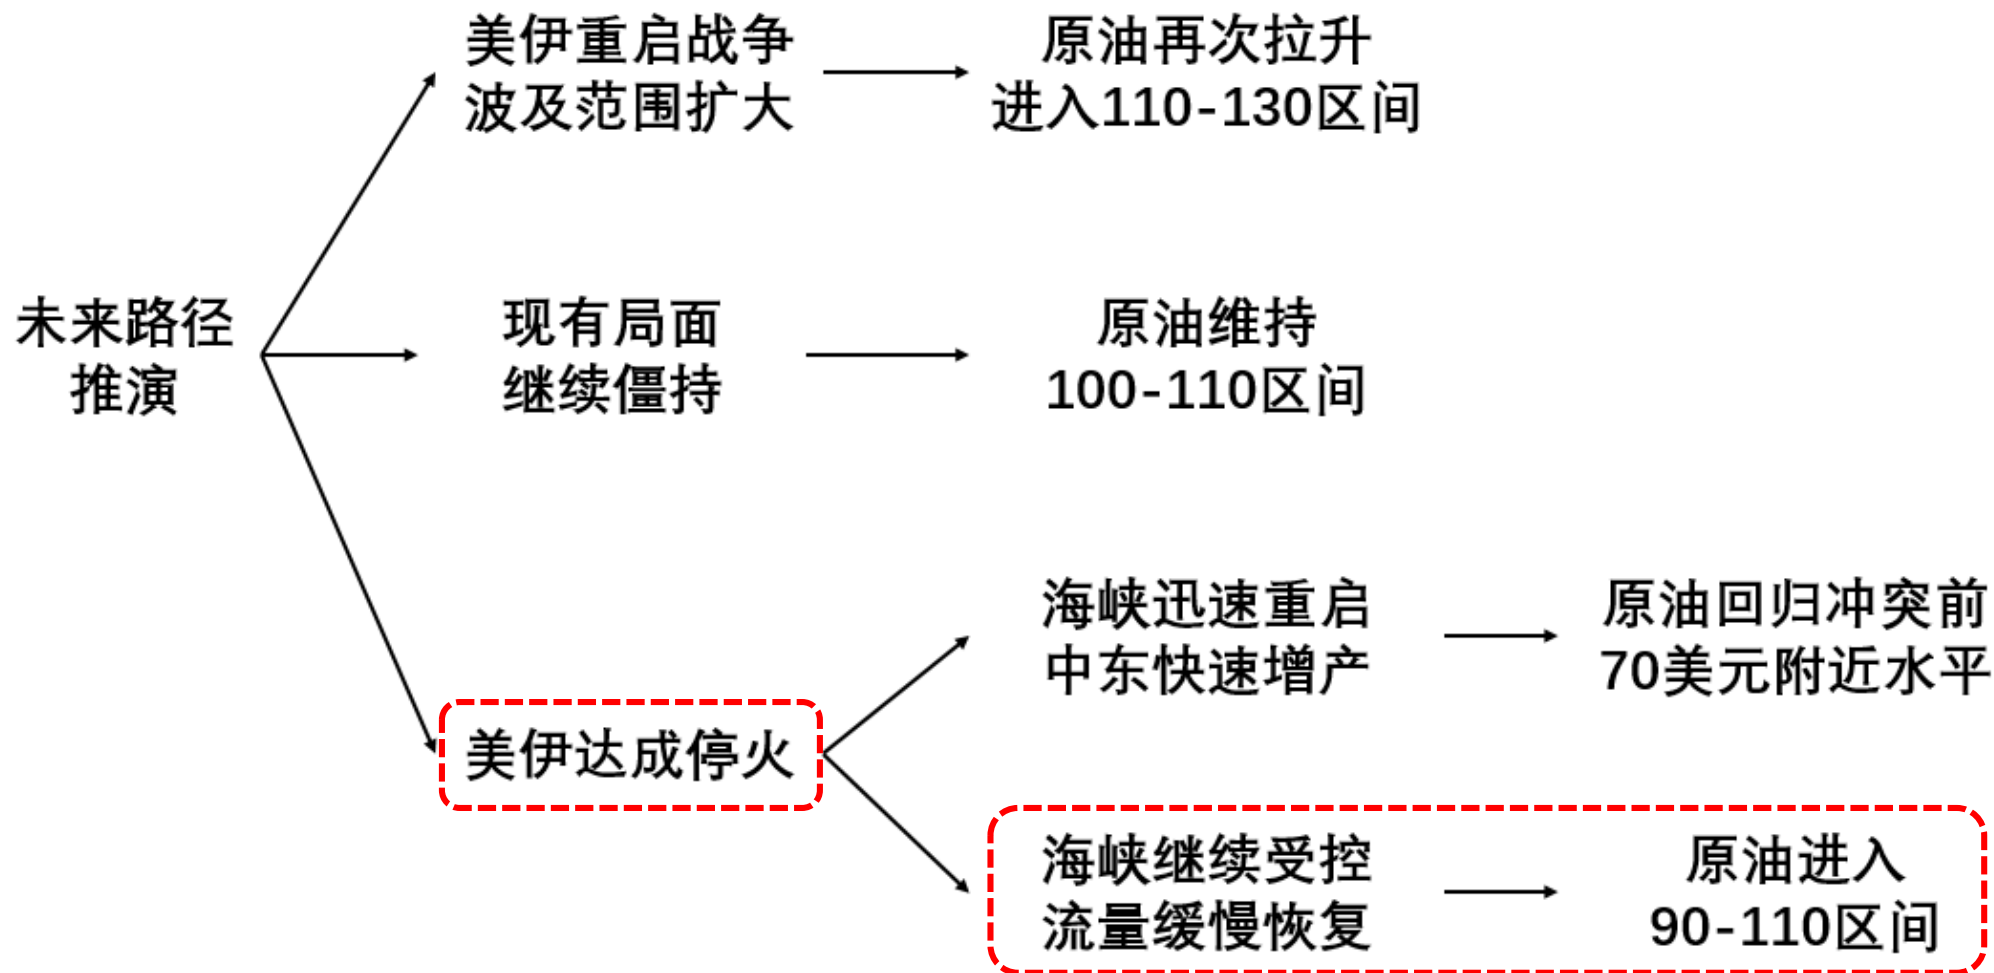 未来路径
推演
美伊重启战争
波及范围扩大
原油再次拉升
进入110-130区间
现有局面
继续僵持
原油维持
100-110区间
美伊达成停火
海峡迅速重启
中东快速增产
原油回归冲突前
70美元附近水平
海峡继续受控
流量缓慢恢复
原油进入
90-110区间